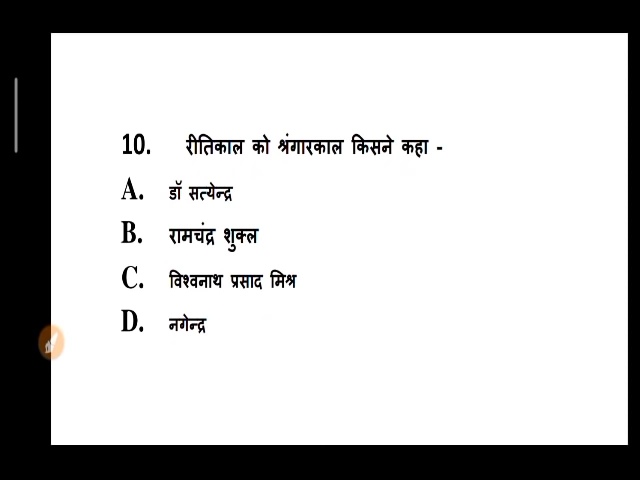 10. रीतिकाल को श्रंगारकाल किसने कहा -
A. डॉ सत्येन्द्र
B. रामचंद्र शुक्ल
C. विश्वनाथ प्रसाद मिश्र
D. नगेन्द्र